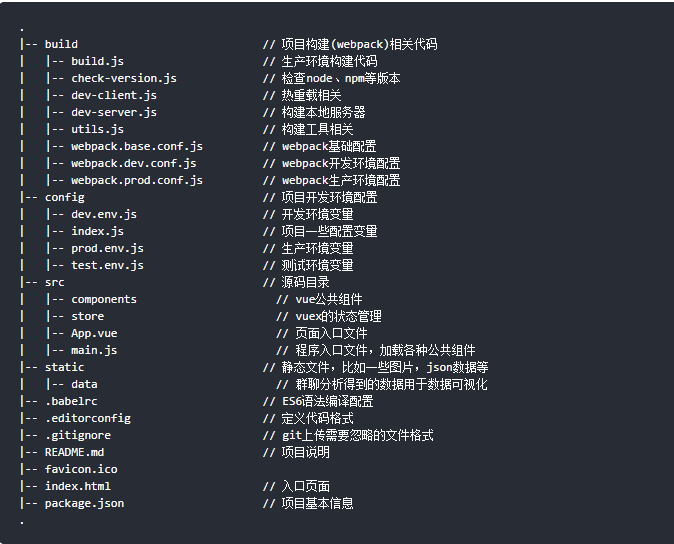 .
|-- build                            // 项目构建(webpack)相关代码
|   |-- build.js                     // 生产环境构建代码
|   |-- check-version.js             // 检查node、npm等版本
|   |-- dev-client.js                // 热重载相关
|   |-- dev-server.js                // 构建本地服务器
|   |-- utils.js                     // 构建工具相关
|   |-- webpack.base.conf.js         // webpack基础配置
|   |-- webpack.dev.conf.js          // webpack开发环境配置
|   |-- webpack.prod.conf.js         // webpack生产环境配置
|-- config                           // 项目开发环境配置
|   |-- dev.env.js                   // 开发环境变量
|   |-- index.js                     // 项目一些配置变量
|   |-- prod.env.js                  // 生产环境变量
|   |-- test.env.js                  // 测试环境变量
|-- src                              // 源码目录
|   |-- components                     // vue公共组件
|   |-- store                          // vuex的状态管理
|   |-- App.vue                        // 页面入口文件
|   |-- main.js                        // 程序入口文件，加载各种公共组件
|-- static                           // 静态文件，比如一些图片，json数据等
|   |-- data                           // 群聊分析得到的数据用于数据可视化
|-- .babelrc                         // ES6语法编译配置
|-- .editorconfig                    // 定义代码格式
|-- .gitignore                       // git上传需要忽略的文件格式
|-- README.md                        // 项目说明
|-- favicon.ico
|-- index.html                       // 入口页面
|-- package.json                     // 项目基本信息
.